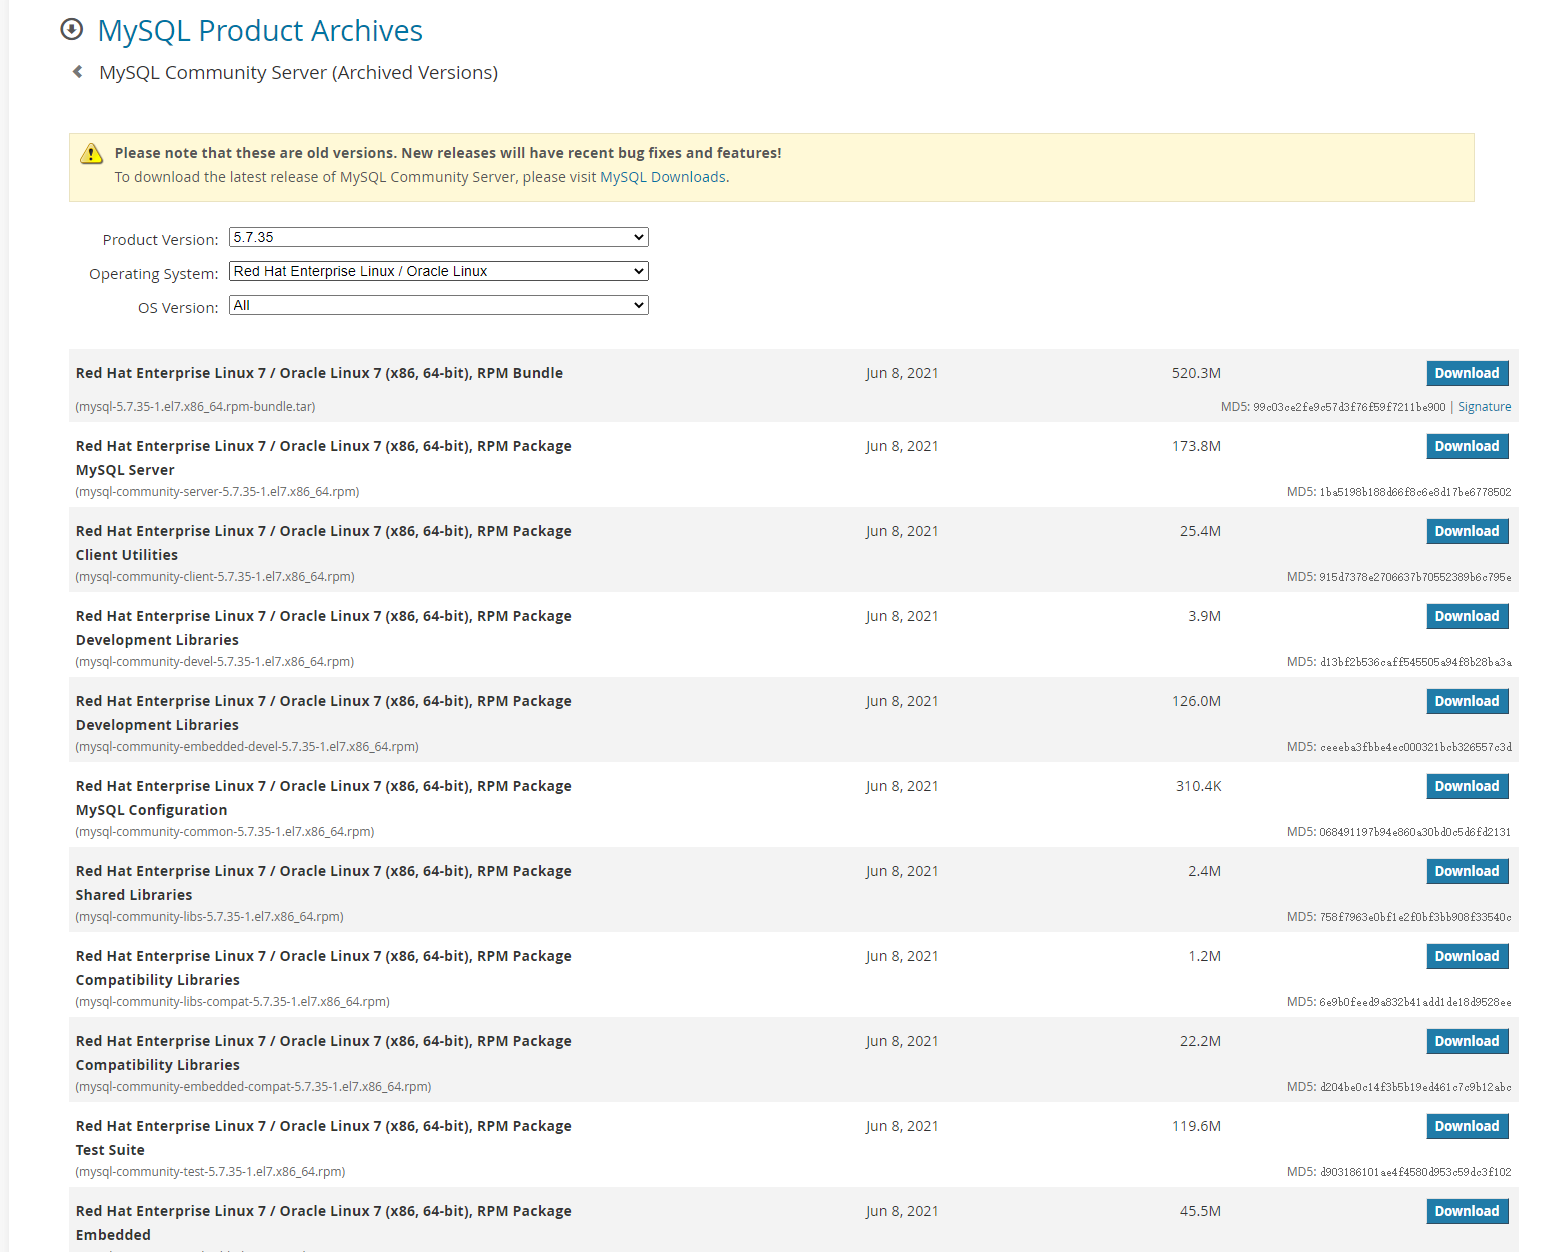 MySQL Product Archives
MySQL Community Server (Archived Versions)
Please note that these are old versions. New releases will have recent bug fixes and features!
To download the latest release of MySQL Community Server, please visit MySQL Downloads.
Product Version: 5.7.35
Operating System: Red Hat Enterprise Linux / Oracle Linux
OS Version: All
Red Hat Enterprise Linux 7 / Oracle Linux 7 (x86, 64-bit), RPM Bundle Jun 8, 2021 520.3M Download
(mysql-5.7.35-1.el7.x86_64.rpm-bundle.tar) MD5: 99c03ce2fe9c57d3f76f59f7211be900 | Signature
Red Hat Enterprise Linux 7 / Oracle Linux 7 (x86, 64-bit), RPM Package Jun 8, 2021 173.8M Download
MySQL Server
(mysql-community-server-5.7.35-1.el7.x86_64.rpm) MD5: 1ba5198b188d66f8c6e8d17be6778502
Red Hat Enterprise Linux 7 / Oracle Linux 7 (x86, 64-bit), RPM Package Jun 8, 2021 25.4M Download
Client Utilities
(mysql-community-client-5.7.35-1.el7.x86_64.rpm) MD5: 915d7378e2706637b70552389b6c795e
Red Hat Enterprise Linux 7 / Oracle Linux 7 (x86, 64-bit), RPM Package Jun 8, 2021 3.9M Download
Development Libraries
(mysql-community-devel-5.7.35-1.el7.x86_64.rpm) MD5: d13bf2b536caff545505a94f8b28ba3a
Red Hat Enterprise Linux 7 / Oracle Linux 7 (x86, 64-bit), RPM Package Jun 8, 2021 126.0M Download
Development Libraries
(mysql-community-embedded-devel-5.7.35-1.el7.x86_64.rpm) MD5: ceeeba3fbbe4ec000321bcb326557c3d
Red Hat Enterprise Linux 7 / Oracle Linux 7 (x86, 64-bit), RPM Package Jun 8, 2021 310.4K Download
MySQL Configuration
(mysql-community-common-5.7.35-1.el7.x86_64.rpm) MD5: 068491197b94e860a30bd0c5d6fd2131
Red Hat Enterprise Linux 7 / Oracle Linux 7 (x86, 64-bit), RPM Package Jun 8, 2021 2.4M Download
Shared Libraries
(mysql-community-libs-5.7.35-1.el7.x86_64.rpm) MD5: 758f7963e0bf1e2f0bf3bb908f33540c
Red Hat Enterprise Linux 7 / Oracle Linux 7 (x86, 64-bit), RPM Package Jun 8, 2021 1.2M Download
Compatibility Libraries
(mysql-community-libs-compat-5.7.35-1.el7.x86_64.rpm) MD5: 6e9b0feed9a832b41add1de18d9528ee
Red Hat Enterprise Linux 7 / Oracle Linux 7 (x86, 64-bit), RPM Package Jun 8, 2021 22.2M Download
Compatibility Libraries
(mysql-community-embedded-compat-5.7.35-1.el7.x86_64.rpm) MD5: d204be0c14f3b5b19ed461c7c9b12abc
Red Hat Enterprise Linux 7 / Oracle Linux 7 (x86, 64-bit), RPM Package Jun 8, 2021 119.6M Download
Test Suite
(mysql-community-test-5.7.35-1.el7.x86_64.rpm) MD5: d903186101ae4f4580d953c59dc3f102
Red Hat Enterprise Linux 7 / Oracle Linux 7 (x86, 64-bit), RPM Package Jun 8, 2021 45.5M Download
Embedded